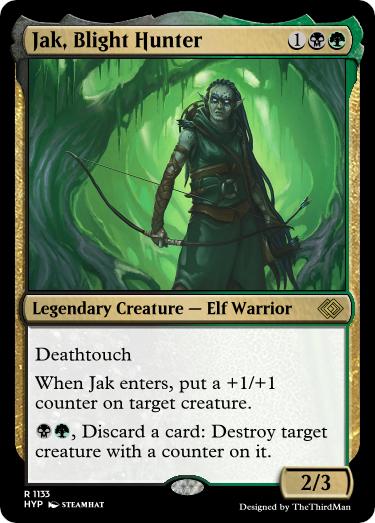 Jak, Blight Hunter 1
Legendary Creature — Elf Warrior
Deathtouch
When Jak enters, put a +1/+1
counter on target creature.
, Discard a card: Destroy target
creature with a counter on it.
2/3
R 1133
HYP STEAMHAT
Designed by TheThirdMan